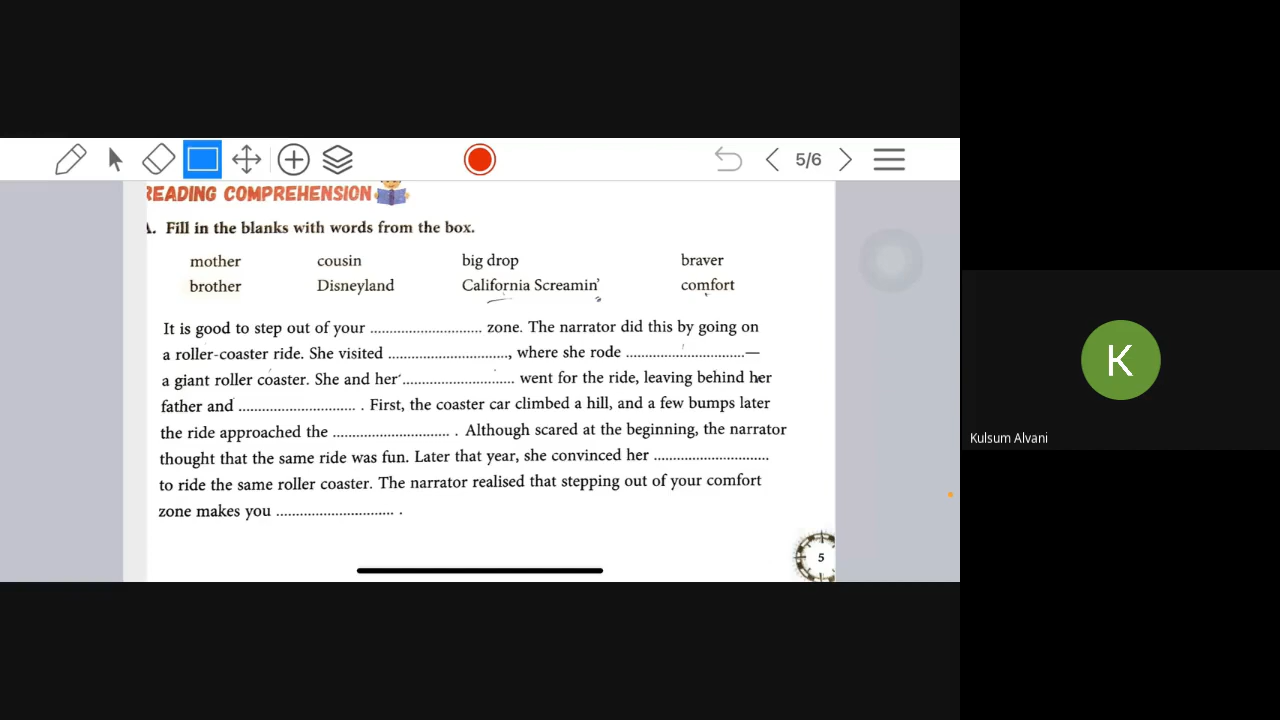 5/6
READING COMPREHENSION
A. Fill in the blanks with words from the box.
mother cousin big drop braver
brother Disneyland California Screamin' comfort
It is good to step out of your .............................. zone. The narrator did this by going on
a roller-coaster ride. She visited .............................., where she rode ..............................—
a giant roller coaster. She and her .............................. went for the ride, leaving behind her
father and .............................. . First, the coaster car climbed a hill, and a few bumps later
the ride approached the .............................. . Although scared at the beginning, the narrator
thought that the same ride was fun. Later that year, she convinced her ..............................
to ride the same roller coaster. The narrator realised that stepping out of your comfort
zone makes you .............................. .
5
K
Kulsum Alvani